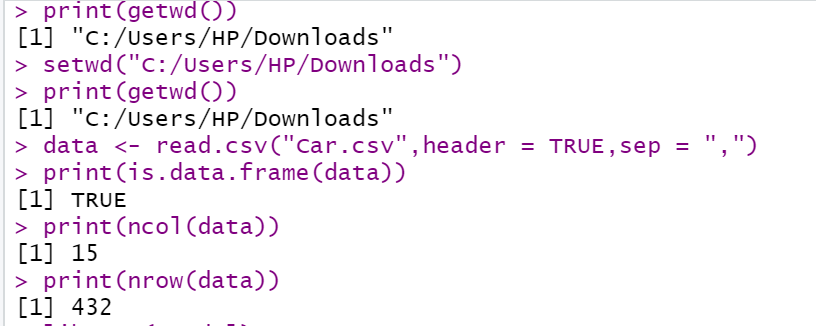 > print(getwd())
[1] "C:/Users/HP/Downloads"
> setwd("C:/Users/HP/Downloads")
> print(getwd())
[1] "C:/Users/HP/Downloads"
> data <- read.csv("Car.csv",header = TRUE,sep = ",")
> print(is.data.frame(data))
[1] TRUE
> print(ncol(data))
[1] 15
> print(nrow(data))
[1] 432